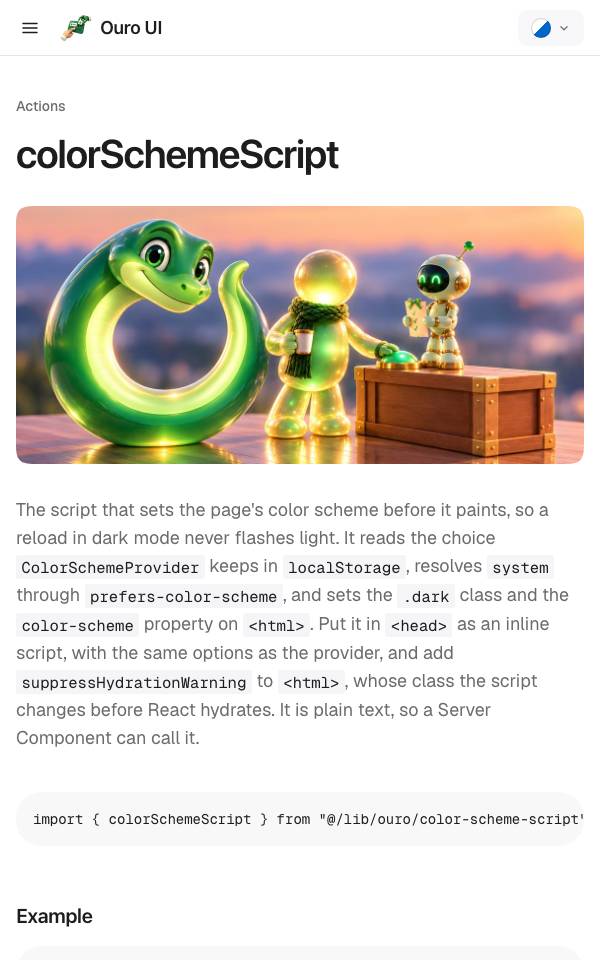 Ouro UI
Actions
colorSchemeScript
The script that sets the page's color scheme before it paints, so a
reload in dark mode never flashes light. It reads the choice
ColorSchemeProvider keeps in localStorage, resolves system
through prefers-color-scheme, and sets the .dark class and the
color-scheme property on <html>. Put it in <head> as an inline
script, with the same options as the provider, and add
suppressHydrationWarning to <html>, whose class the script
changes before React hydrates. It is plain text, so a Server
Component can call it.
import { colorSchemeScript } from "@/lib/ouro/color-scheme-script"
Example